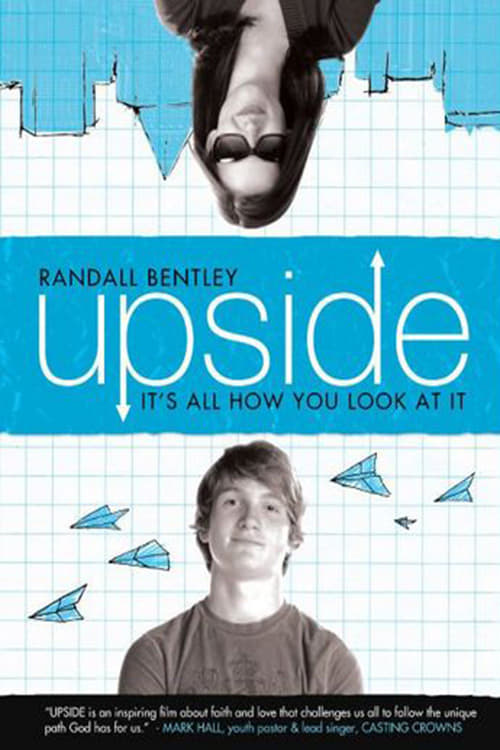 RANDALL BENTLEY
upside
IT'S ALL HOW YOU LOOK AT IT
"UPSIDE is an inspiring film about faith and love that challenges us all to follow the unique
path God has for us." - MARK HALL, youth pastor & lead singer, CASTING CROWNS